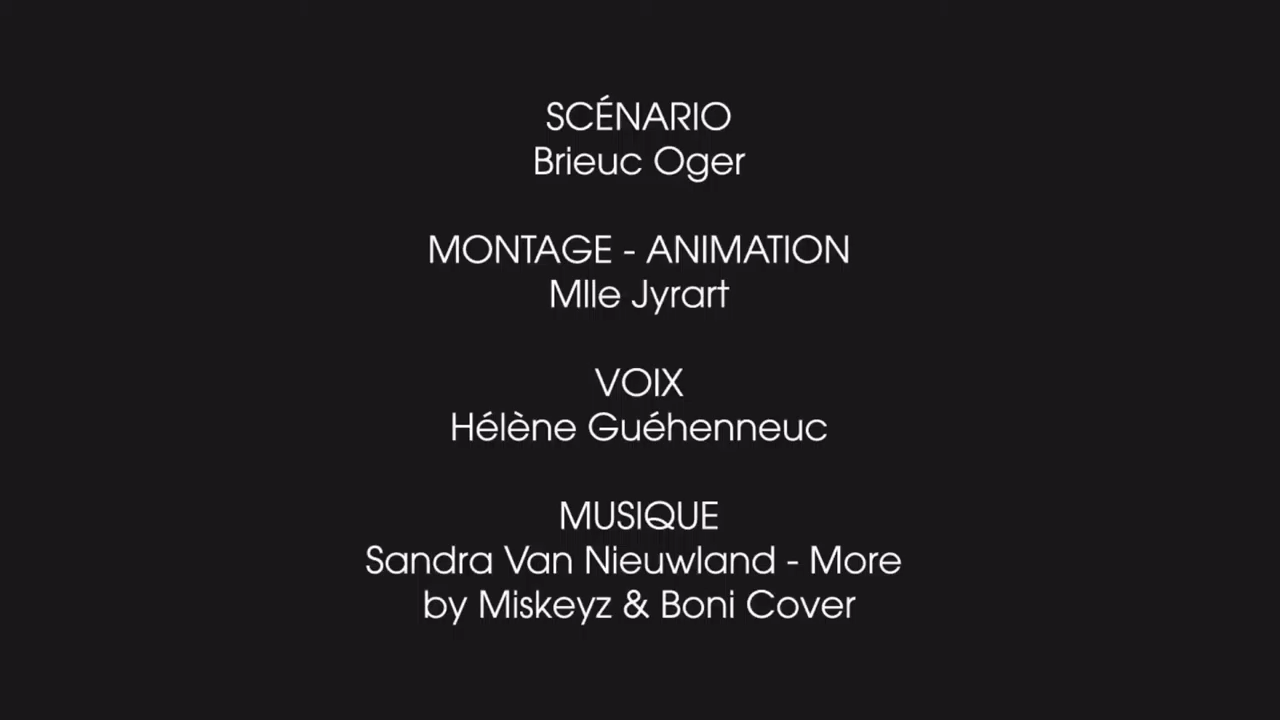 SCÉNARIO
Brieuc Oger
MONTAGE - ANIMATION
Mlle Jyrart
VOIX
Hélène Guéhenneuc
MUSIQUE
Sandra Van Nieuwland - More
by Miskeyz & Boni Cover